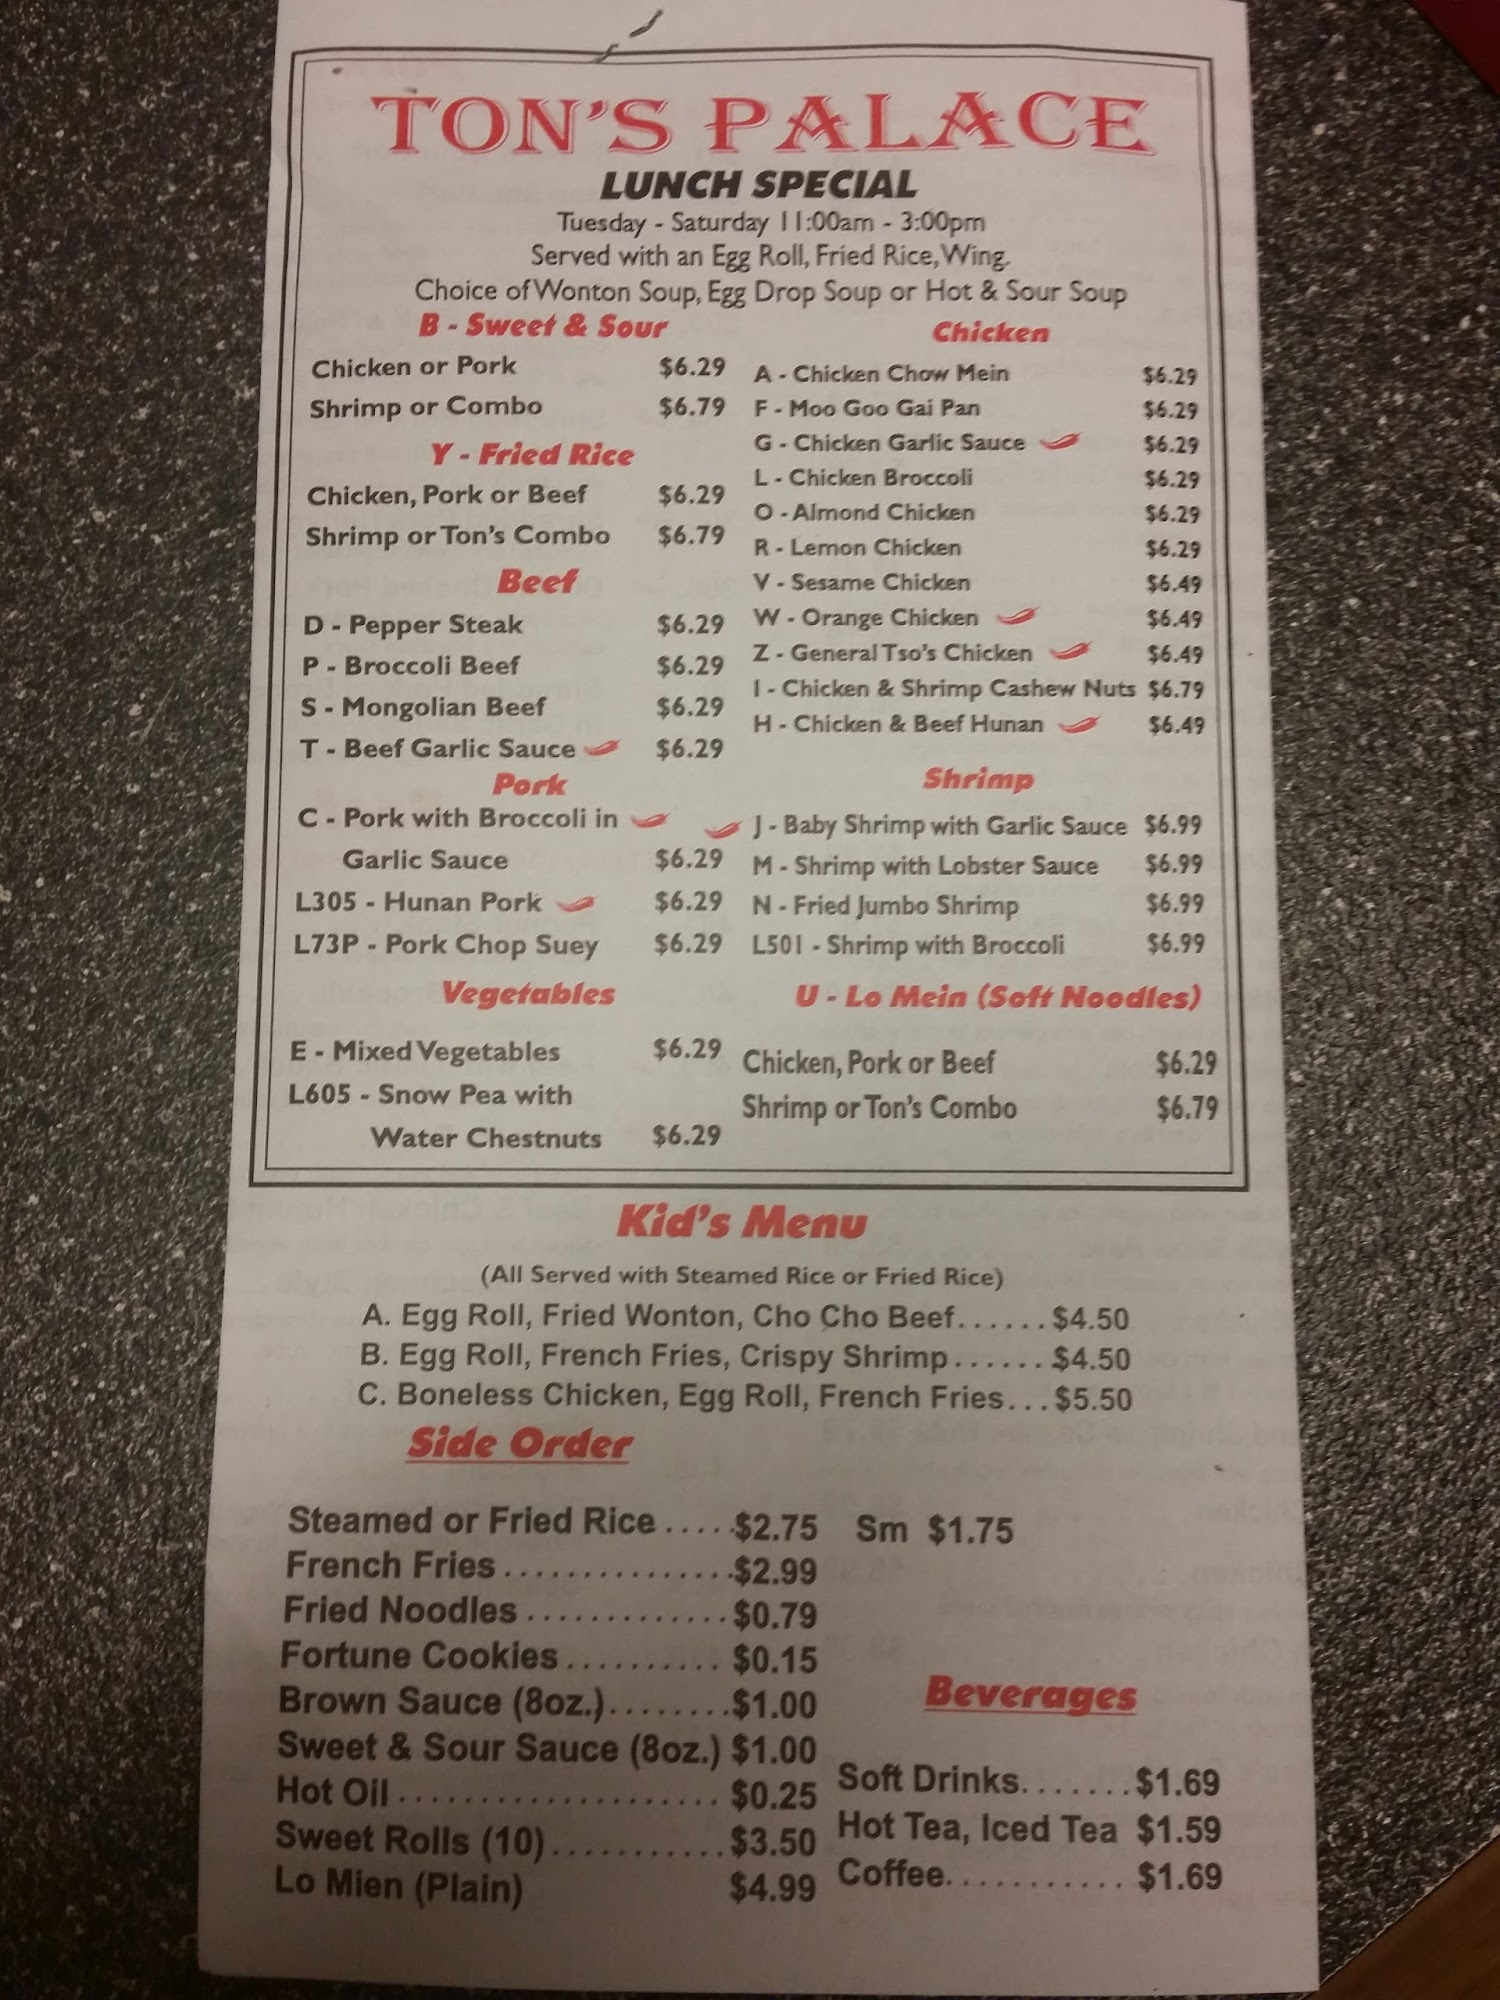 TON'S PALACE
LUNCH SPECIAL
Tuesday - Saturday 11:00am - 3:00pm
Served with an Egg Roll, Fried Rice, Wing.
Choice of Wonton Soup, Egg Drop Soup or Hot & Sour Soup
B - Sweet & Sour
Chicken or Pork $6.29
Shrimp or Combo $6.79
Y - Fried Rice
Chicken, Pork or Beef $6.29
Shrimp or Ton's Combo $6.79
Beef
D - Pepper Steak $6.29
P - Broccoli Beef $6.29
S - Mongolian Beef $6.29
T - Beef Garlic Sauce $6.29
Pork
C - Pork with Broccoli in
Garlic Sauce $6.29
L305 - Hunan Pork $6.29
L73P - Pork Chop Suey $6.29
Vegetables
E - Mixed Vegetables $6.29
L605 - Snow Pea with
Water Chestnuts $6.29
Chicken
A - Chicken Chow Mein $6.29
F - Moo Goo Gai Pan $6.29
G - Chicken Garlic Sauce $6.29
L - Chicken Broccoli $6.29
O - Almond Chicken $6.29
R - Lemon Chicken $6.29
V - Sesame Chicken $6.49
W - Orange Chicken $6.49
Z - General Tso's Chicken $6.49
I - Chicken & Shrimp Cashew Nuts $6.79
H - Chicken & Beef Hunan $6.49
Shrimp
J - Baby Shrimp with Garlic Sauce $6.99
M - Shrimp with Lobster Sauce $6.99
N - Fried Jumbo Shrimp $6.99
L501 - Shrimp with Broccoli $6.99
U - Lo Mein (Soft Noodles)
Chicken, Pork or Beef $6.29
Shrimp or Ton's Combo $6.79
Kid's Menu
(All Served with Steamed Rice or Fried Rice)
A. Egg Roll, Fried Wonton, Cho Cho Beef......$4.50
B. Egg Roll, French Fries, Crispy Shrimp......$4.50
C. Boneless Chicken, Egg Roll, French Fries...$5.50
Side Order
Steamed or Fried Rice.....$2.75 Sm $1.75
French Fries...............$2.99
Fried Noodles.............$0.79
Fortune Cookies..........$0.15
Brown Sauce (8oz.)........$1.00
Sweet & Sour Sauce (8oz.) $1.00
Hot Oil....................$0.25
Sweet Rolls (10)...........$3.50
Lo Mien (Plain) $4.99
Beverages
Soft Drinks.......$1.69
Hot Tea, Iced Tea $1.59
Coffee...........$1.69